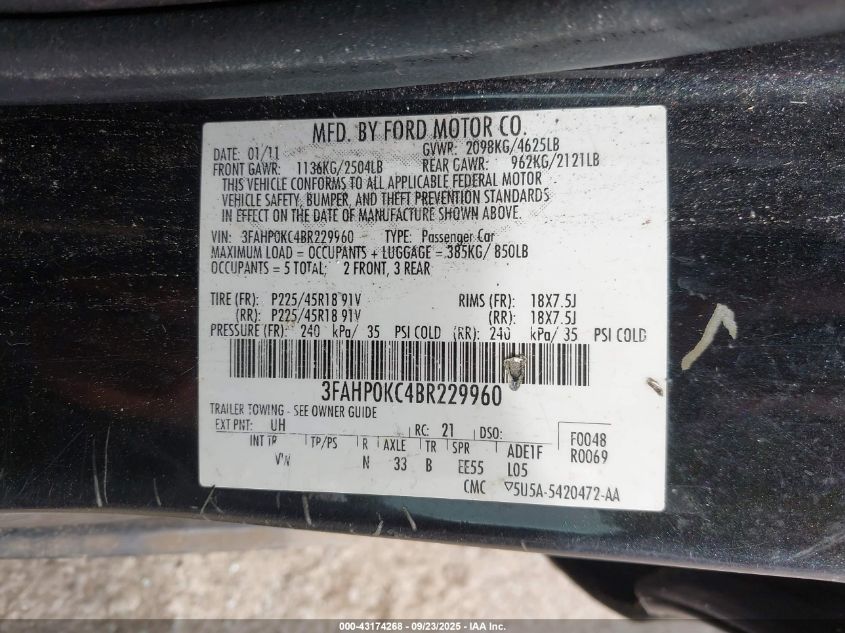 MFD. BY FORD MOTOR CO.
DATE: 01/11 GVWR: 2098KG/4625LB
FRONT GAWR: 1136KG/2504LB REAR GAWR: 962KG/2121LB
THIS VEHICLE CONFORMS TO ALL APPLICABLE FEDERAL MOTOR
VEHICLE SAFETY, BUMPER, AND THEFT PREVENTION STANDARDS
IN EFFECT ON THE DATE OF MANUFACTURE SHOWN ABOVE.
VIN: 3FAHP0KC4BR229960 TYPE: Passenger Car
MAXIMUM LOAD = OCCUPANTS + LUGGAGE = 385KG/ 850LB
OCCUPANTS = 5 TOTAL; 2 FRONT, 3 REAR
TIRE (FR): P225/45R18 91V RIMS (FR): 18X7.5J
(RR): P225/45R18 91V (RR): 18X7.5J
PRESSURE (FR): 240 kPa/ 35 PSI COLD (RR): 240 kPa/ 35 PSI COLD
3FAHP0KC4BR229960
TRAILER TOWING - SEE OWNER GUIDE
EXT PNT: UH RC: 21 DSO: F0048
INT TR TP/PS R AXLE TR SPR ADE1F R0069
N 33 B EE55 L05
CMC ▽5U5A-5420472-AA
000-43174268 - 09/23/2025 - IAA Inc.